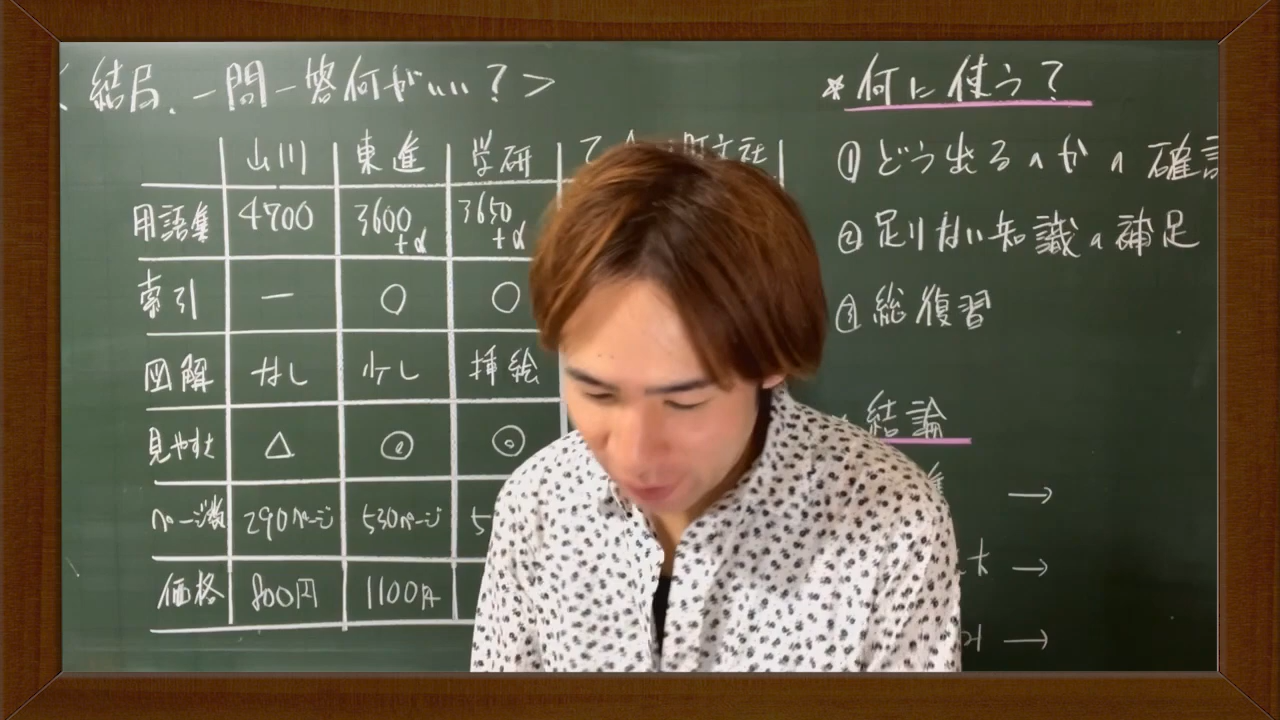 結局、一問一答何がいい？＞
山川 東進 学研
用語集 4700 3600+α 3650+α
索引 － ○ ○
図解 なし 少し 挿絵
見やすさ △ ◎ ◎
ページ数 290ページ 530ページ 5
価格 800円 1100円
*何に使う？
①どう出るのかの確認
②足りない知識の補足
③総復習
結論
→
→
→